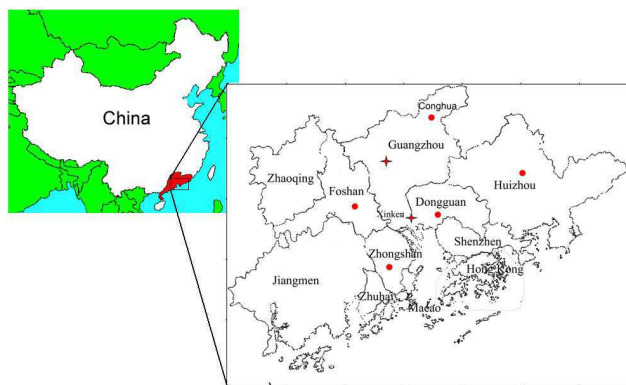 China
Conghua
Guangzhou
Zhaoqing
Huizhou
Foshan
Dongguan
Xinken
Shenzhen
Zhongshan
Hong Kong
Jiangmen
Zhuhai
Macao